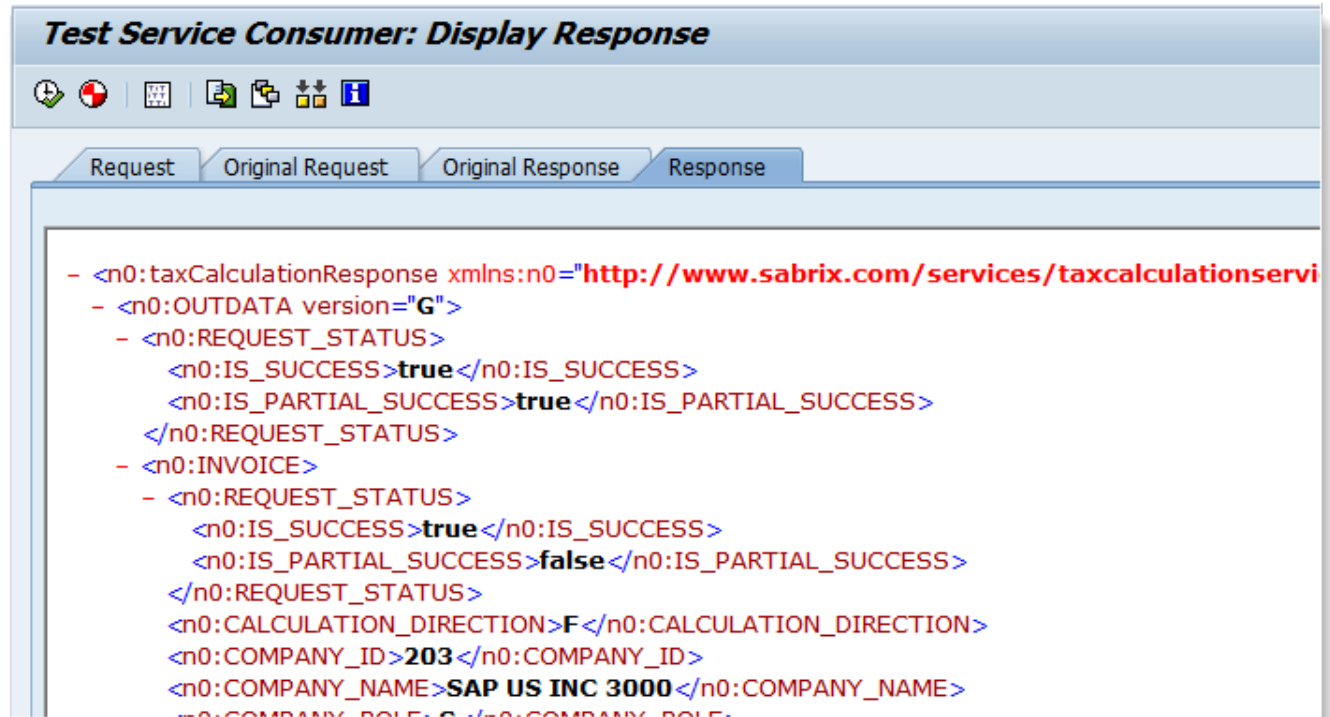 Test Service Consumer: Display Response
Request Original Request Original Response Response
- <n0:taxCalculationResponse xmlns:n0="http://www.sabrix.com/services/taxcalculationservi
- <n0:OUTDATA version="G">
- <n0:REQUEST_STATUS>
<n0:IS_SUCCESS>true</n0:IS_SUCCESS>
<n0:IS_PARTIAL_SUCCESS>true</n0:IS_PARTIAL_SUCCESS>
</n0:REQUEST_STATUS>
- <n0:INVOICE>
- <n0:REQUEST_STATUS>
<n0:IS_SUCCESS>true</n0:IS_SUCCESS>
<n0:IS_PARTIAL_SUCCESS>false</n0:IS_PARTIAL_SUCCESS>
</n0:REQUEST_STATUS>
<n0:CALCULATION_DIRECTION>F</n0:CALCULATION_DIRECTION>
<n0:COMPANY_ID>203</n0:COMPANY_ID>
<n0:COMPANY_NAME>SAP US INC 3000</n0:COMPANY_NAME>